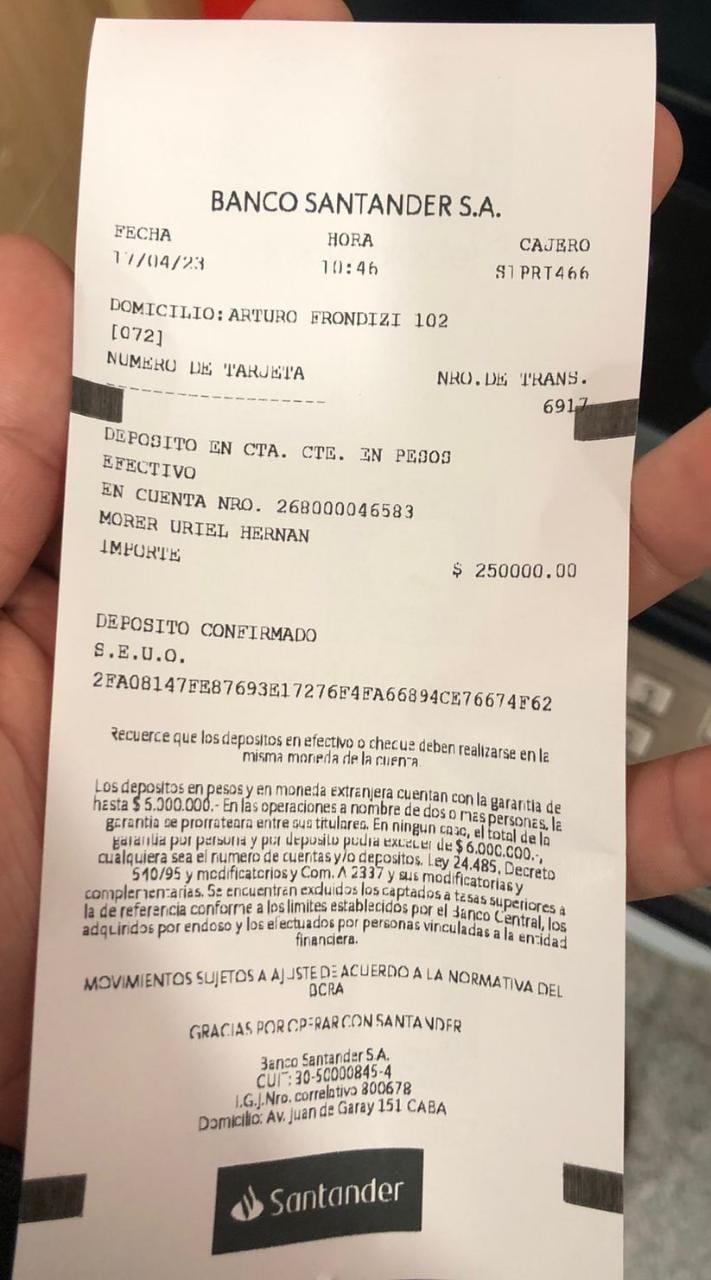 BANCO SANTANDER S.A.
FECHA HORA CAJERO
17/04/23 10:46 S1PRT466
DOMICILIO: ARTURO FRONDIZI 102
[072]
NUMERO DE TARJETA NRO.DE TRANS.
------------------ 6917
DEPOSITO EN CTA. CTE. EN PESOS
EFECTIVO
EN CUENTA NRO. 268000046583
MORER URIEL HERNAN
IMPORTE $ 250000.00
DEPOSITO CONFIRMADO
S.E.U.O.
2FA08147FE87693E17276F4FA66894CE76674F62
Recuerce que los depositos en efectivo o checue deben realizarse en la
misma moneda de la cuenta.
Los depositos en pesos y en moneda extranjera cuentan con la garantia de
hasta $ 5.000.000.- En las operaciones a nombre de dos o mas personas, la
garantia se prorrateara entre sus titulares. En ningun caso, el total de la
garantia por persona y por deposito podra exceder de $ 6.000.000.-,
cualquiera sea el numero de cuentas y/o depositos. Ley 24.485, Decreto
540/95 y modificatorios y Com. A 2337 y sus modificatorias y
complementarias. Se encuentran excluidos los captados a tasas superiores a
la de referencia conforme a los limites establecidos por el Banco Central, los
adquiridos por endoso y los efectuados por personas vinculadas a la entidad
financiera.
MOVIMIENTOS SUJETOS A AJUSTE DE ACUERDO A LA NORMATIVA DEL
BCRA
GRACIAS POR OPERAR CON SANTANDER
Banco Santander S.A.
CUIT: 30-50000845-4
I.G.J.Nro. correlativo 800678
Domicilio: Av. Juan de Garay 151 CABA
Santander